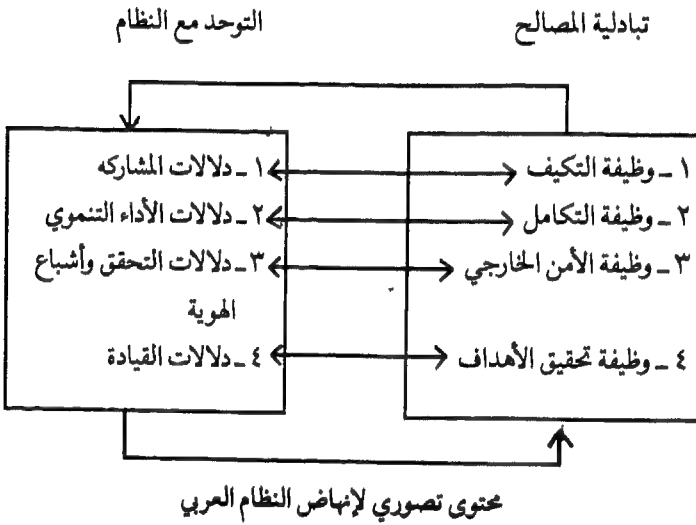 تبادلية المصالح
التوحد مع النظام
١ - وظيفة التكيف
٢ - وظيفة التكامل
٣ - وظيفة الأمن الخارجي
٤ - وظيفة تحقيق الأهداف
١ - دلالات المشاركه
٢ - دلالات الأداء التنموي
٣ - دلالات التحقق وأشباع
الهوية
٤ - دلالات القيادة
محتوى تصوري لإنهاض النظام العربي